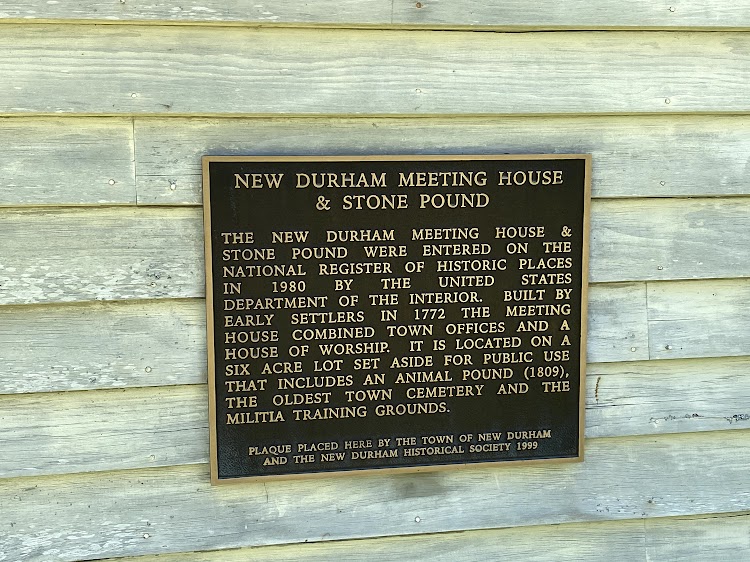 NEW DURHAM MEETING HOUSE
& STONE POUND
THE NEW DURHAM MEETING HOUSE &
STONE POUND WERE ENTERED ON THE
NATIONAL REGISTER OF HISTORIC PLACES
IN 1980 BY THE UNITED STATES
DEPARTMENT OF THE INTERIOR. BUILT BY
EARLY SETTLERS IN 1772 THE MEETING
HOUSE COMBINED TOWN OFFICES AND A
HOUSE OF WORSHIP. IT IS LOCATED ON A
SIX ACRE LOT SET ASIDE FOR PUBLIC USE
THAT INCLUDES AN ANIMAL POUND (1809),
THE OLDEST TOWN CEMETERY AND THE
MILITIA TRAINING GROUNDS.
PLAQUE PLACED HERE BY THE TOWN OF NEW DURHAM
AND THE NEW DURHAM HISTORICAL SOCIETY 1999